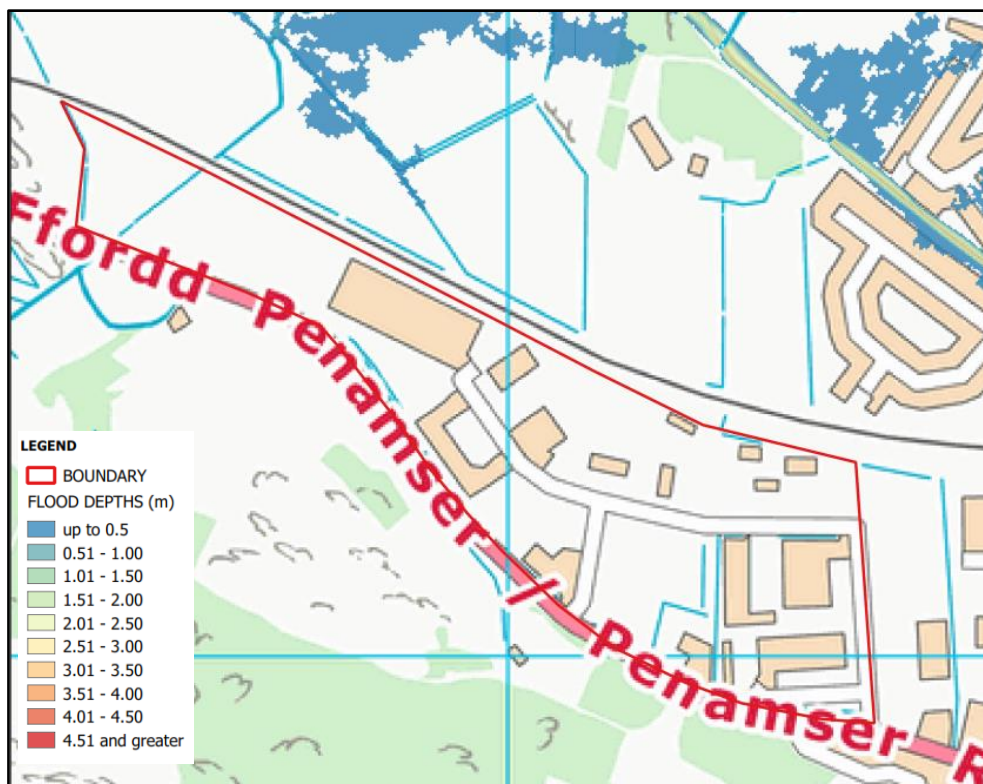 Ffordd Penamser / Penamser R
LEGEND
BOUNDARY
FLOOD DEPTHS (m)
up to 0.5
0.51 - 1.00
1.01 - 1.50
1.51 - 2.00
2.01 - 2.50
2.51 - 3.00
3.01 - 3.50
3.51 - 4.00
4.01 - 4.50
4.51 and greater